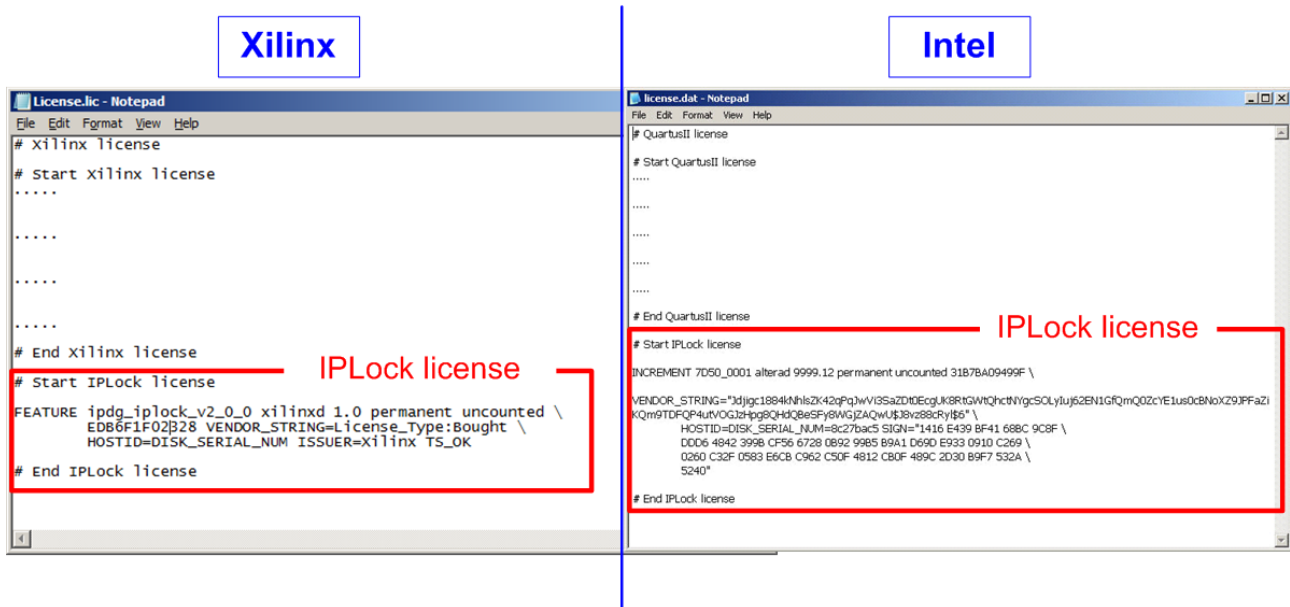 Xilinx
License.lic - Notepad
File Edit Format View Help
# Xilinx license
# Start Xilinx license
.....
.....
.....
.....
# End Xilinx license
IPLock license
# Start IPLock license
FEATURE ipdg_iplock_v2_0_0 xilinxd 1.0 permanent uncounted \
EDB6F1F02328 VENDOR_STRING=License_Type:Bought \
HOSTID=DISK_SERIAL_NUM ISSUER=Xilinx TS_OK
# End IPLock license
Intel
license.dat - Notepad
File Edit Format View Help
# QuartusII license
# Start QuartusII license
.....
.....
.....
.....
.....
# End QuartusII license
IPLock license
# Start IPLock license
INCREMENT 7D50_0001 alterad 9999.12 permanent uncounted 31B7BA09499F \
VENDOR_STRING="
HOSTID=DISK_SERIAL_NUM=8c27bac5 SIGN="1416 E439 BF41 68BC 9C8F \
DDD6 4842 399B CF56 6728 0B92 99B5 B9A1 D69D E933 0910 C269 \
0260 C32F 0583 E6CB C962 C50F 4812 CB0F 489C 2D30 B9F7 532A \
5240"
# End IPLock license